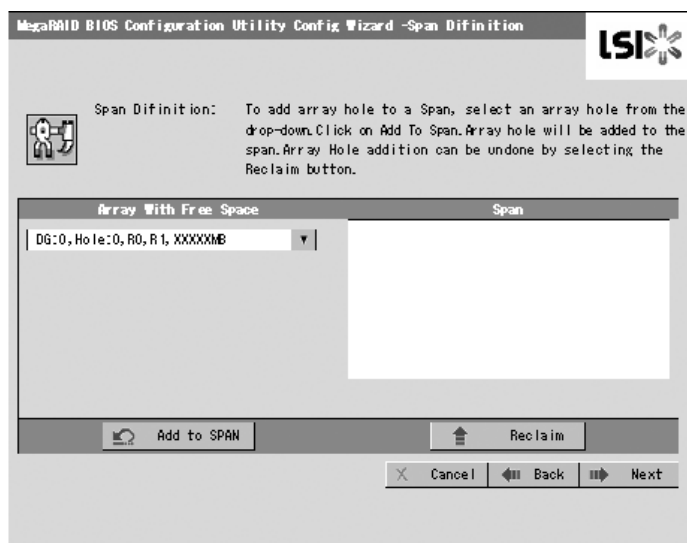 MegaRAID BIOS Configuration Utility Config Wizard -Span Difinition
LSI
Span Difinition:
To add array hole to a Span, select an array hole from the
drop-down.Click on Add To Span.Array hole will be added to the
span.Array Hole addition can be undone by selecting the
Reclaim button.
Array With Free Space
Span
DG:0,Hole:0,R0,R1,XXXXXMB
Add to SPAN
Reclaim
Cancel
Back
Next